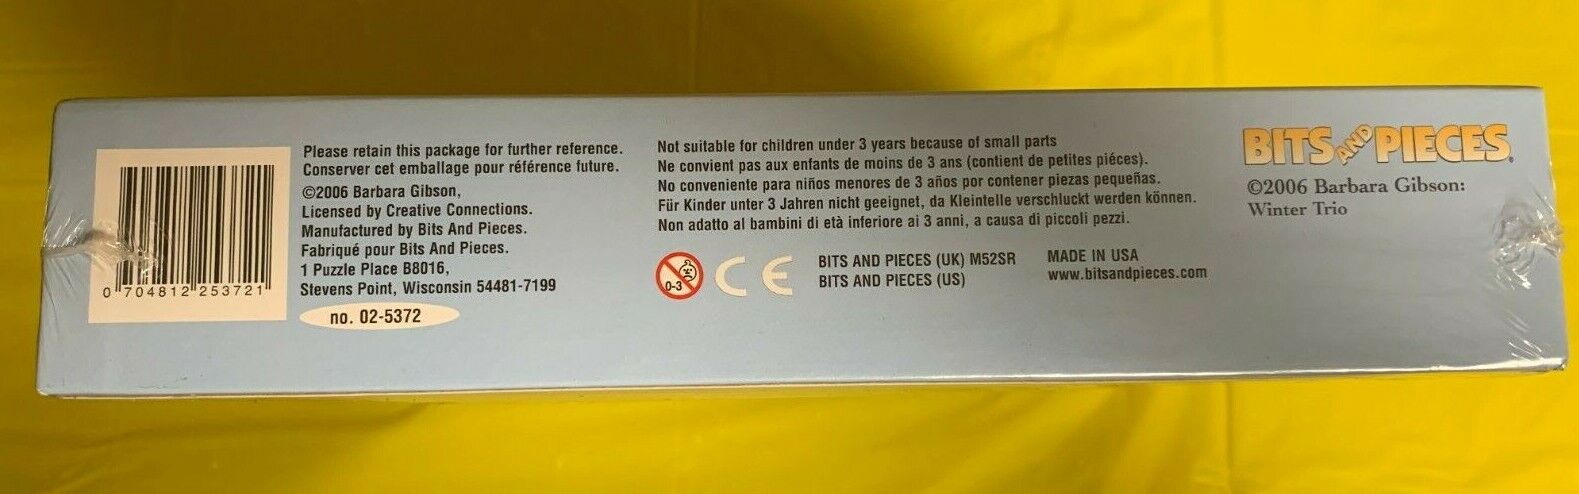 0 704812 253721
Please retain this package for further reference.
Conserver cet emballage pour référence future.
©2006 Barbara Gibson,
Licensed by Creative Connections.
Manufactured by Bits And Pieces.
Fabriqué pour Bits And Pieces.
1 Puzzle Place B8016,
Stevens Point, Wisconsin 54481-7199
no. 02-5372
Not suitable for children under 3 years because of small parts
Ne convient pas aux enfants de moins de 3 ans (contient de petites piéces).
No conveniente para niños menores de 3 años por contener piezas pequeñas.
Für Kinder unter 3 Jahren nicht geeignet, da Kleintelle verschluckt werden können.
Non adatto al bambini di età inferiore ai 3 anni, a causa di piccoli pezzi.
0-3
CE
BITS AND PIECES (UK) M52SR
BITS AND PIECES (US)
MADE IN USA
www.bitsandpieces.com
BITS AND PIECES®
©2006 Barbara Gibson:
Winter Trio